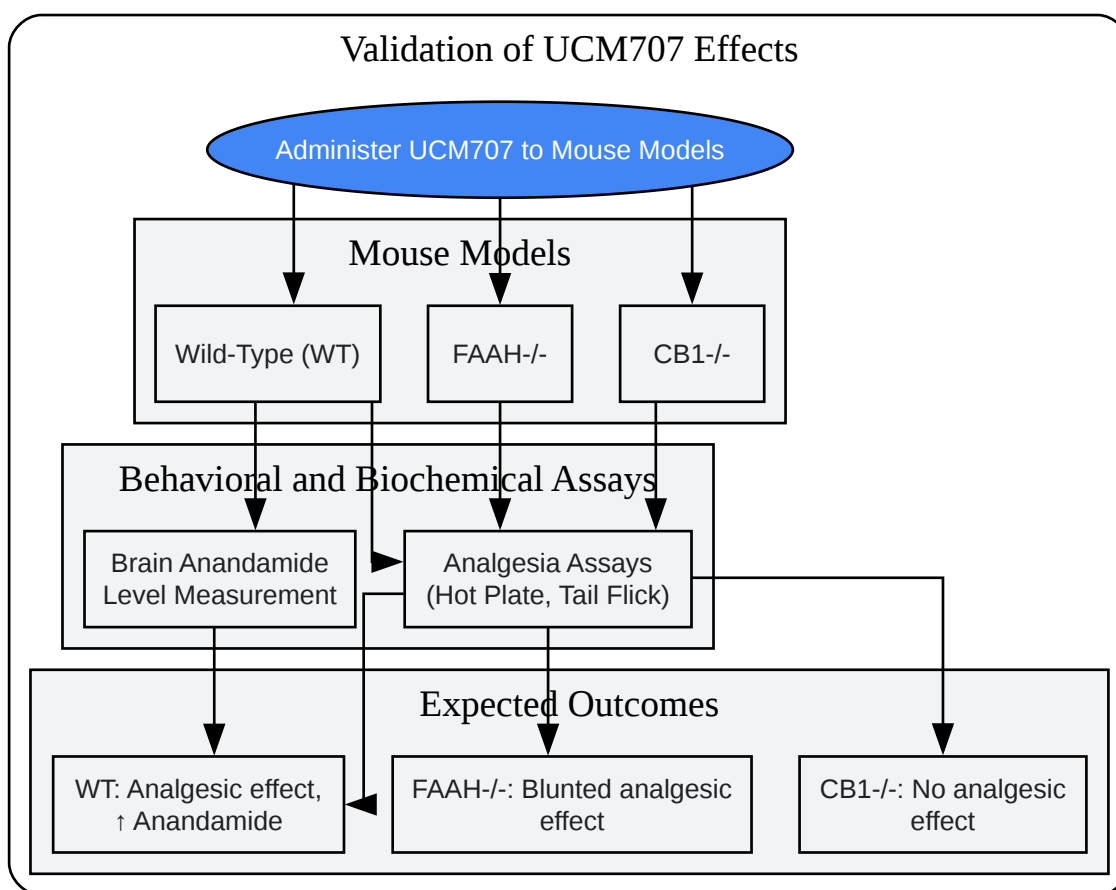 Validation of UCM707 Effects
Administer UCM707 to Mouse Models
Mouse Models
Wild-Type (WT)
FAAH-/-
CB1-/-
Behavioral and Biochemical Assays
Brain Anandamide
Level Measurement
Analgesia Assays
(Hot Plate, Tail Flick)
Expected Outcomes
WT: Analgesic effect,
↑ Anandamide
FAAH-/-: Blunted analgesic
effect
CB1-/-: No analgesic
effect